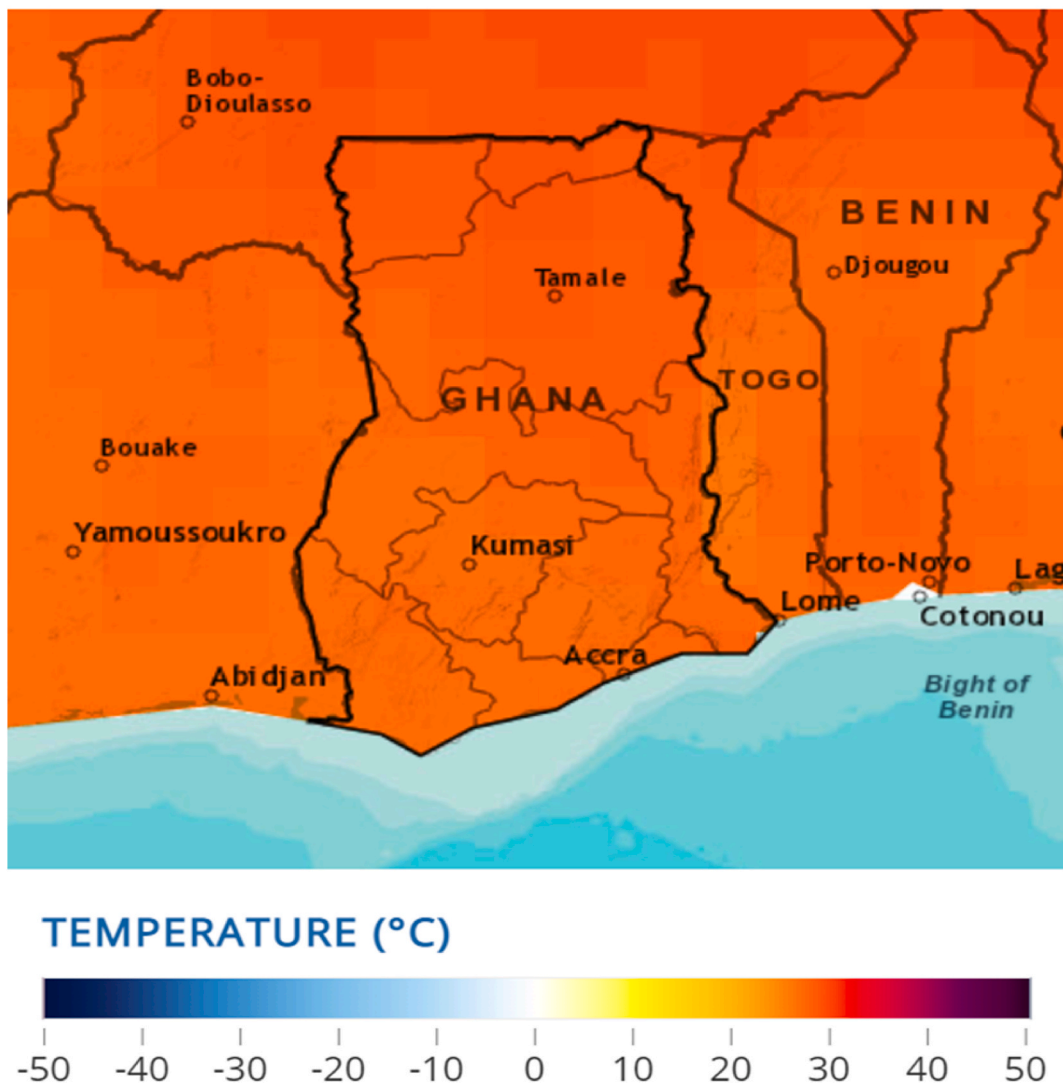 Bobo-
Dioulasso
BENIN
Djougou
Tamale
TOGO
GHANA
Bouake
Yamoussoukro
Kumasi
Porto-Novo
Lag
Lome
Cotonou
Accra
Abidjan
Bight of
Benin
TEMPERATURE (°C)
-50 -40 -30 -20 -10 0 10 20 30 40 50